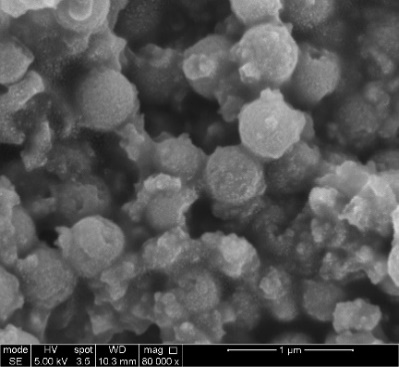 mode HV spot WD mag □ 1 µm
SE 5.00 kV 3.5 10.3 mm 80 000 x